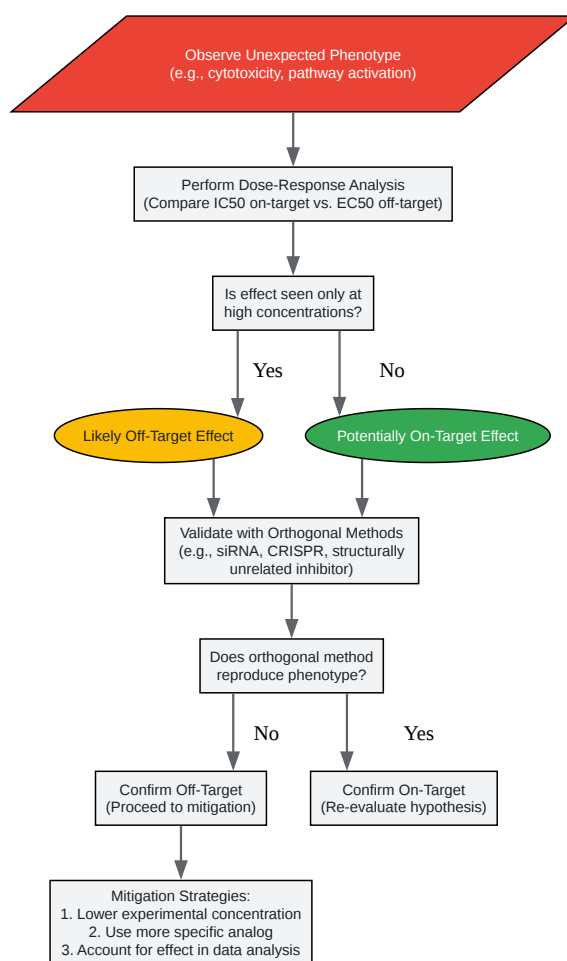 Observe Unexpected Phenotype
(e.g., cytotoxicity, pathway activation)
Perform Dose-Response Analysis
(Compare IC50 on-target vs. EC50 off-target)
Is effect seen only at
high concentrations?
Yes
No
Likely Off-Target Effect
Potentially On-Target Effect
Validate with Orthogonal Methods
(e.g., siRNA, CRISPR, structurally
unrelated inhibitor)
Does orthogonal method
reproduce phenotype?
No
Yes
Confirm Off-Target
(Proceed to mitigation)
Confirm On-Target
(Re-evaluate hypothesis)
Mitigation Strategies:
1. Lower experimental concentration
2. Use more specific analog
3. Account for effect in data analysis